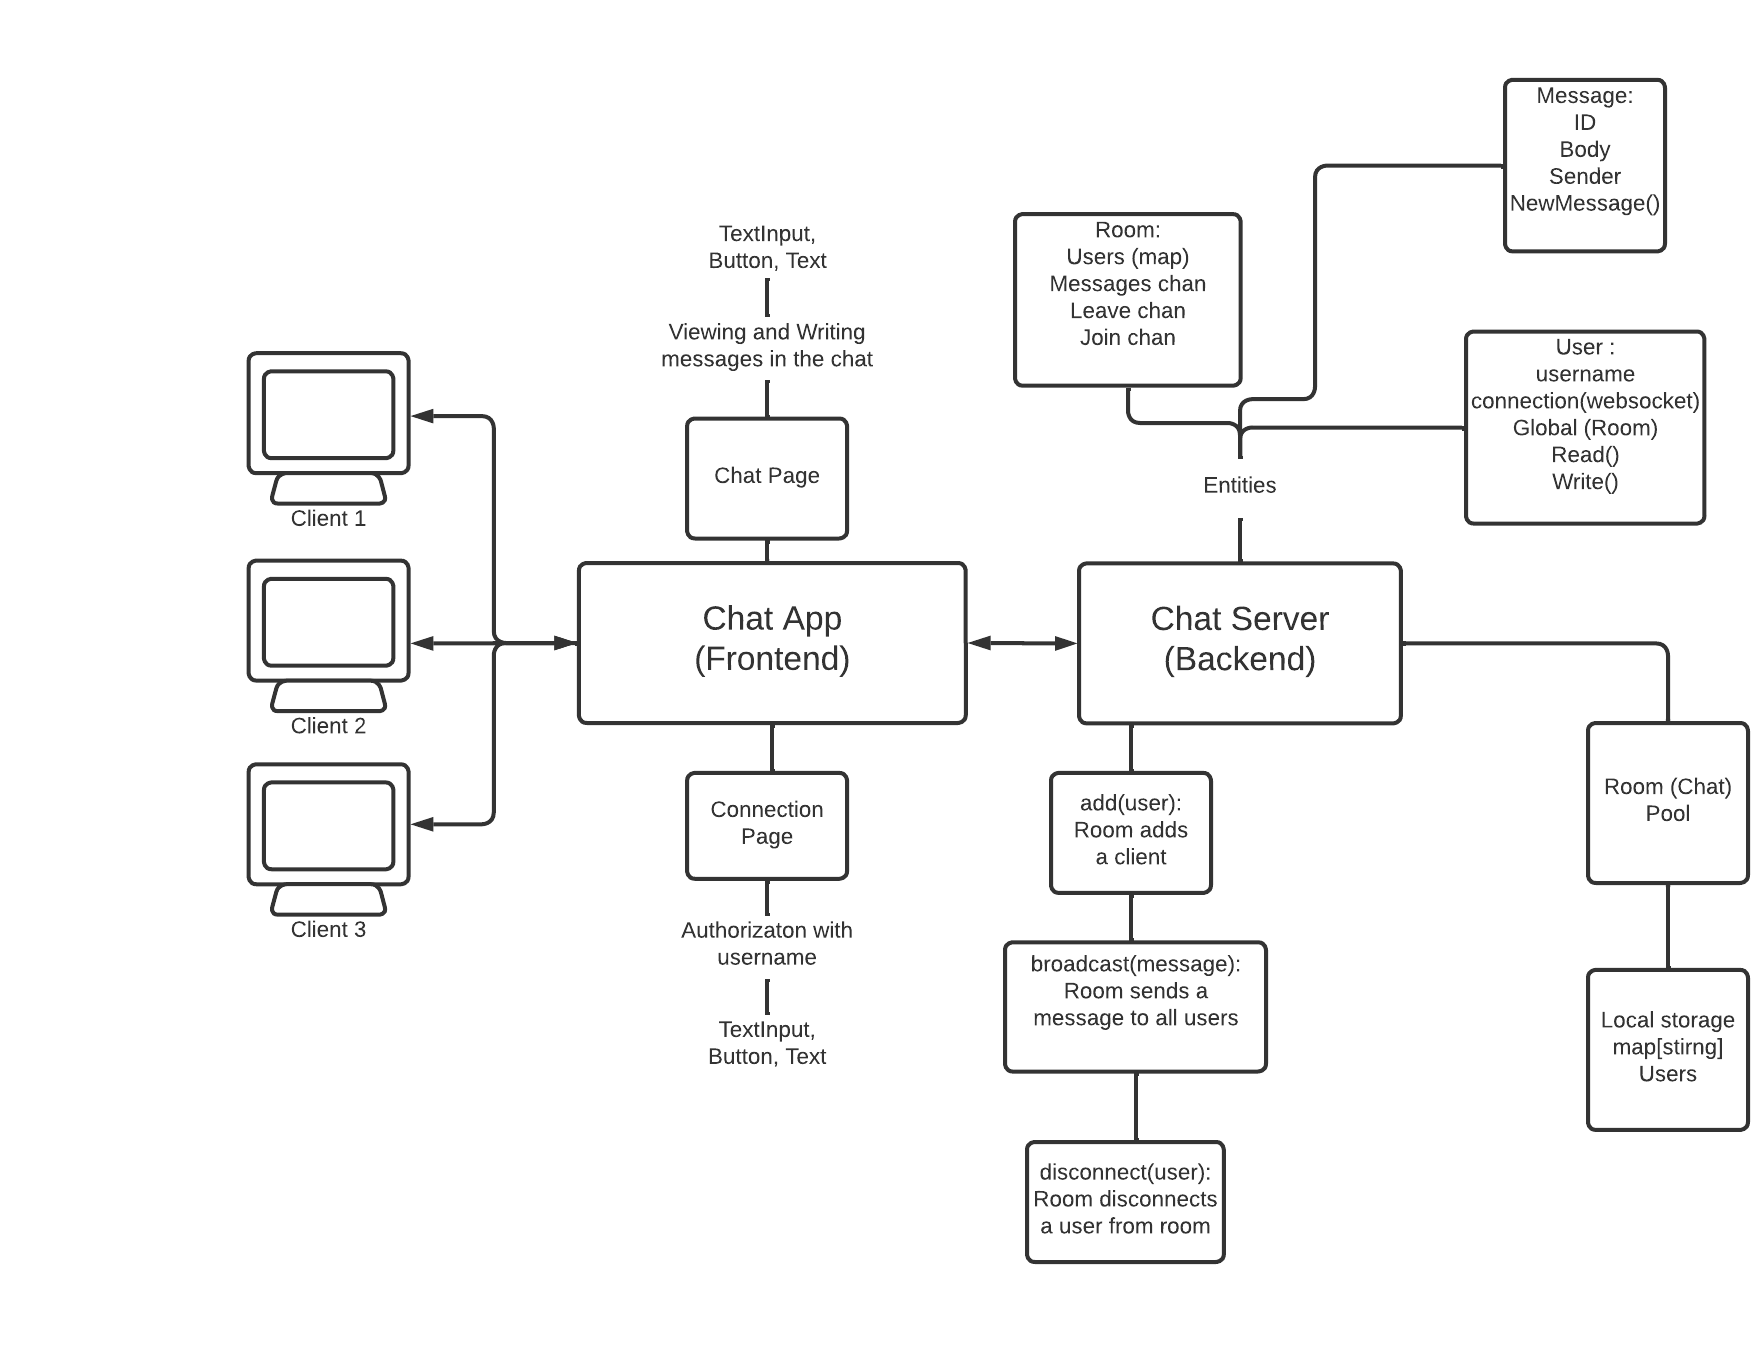 Message:
ID
Body
Sender
NewMessage()
Room:
Users (map)
Messages chan
Leave chan
Join chan
TextInput,
Button, Text
Viewing and Writing
messages in the chat
User :
username
connection(websocket)
Global (Room)
Read()
Write()
Chat Page
Entities
Client 1
Chat App
(Frontend)
Chat Server
(Backend)
Client 2
Connection
Page
add(user):
Room adds
a client
Room (Chat)
Pool
Client 3
Authorizaton with
username
broadcast(message):
Room sends a
message to all users
TextInput,
Button, Text
Local storage
map[stirng]
Users
disconnect(user):
Room disconnects
a user from room